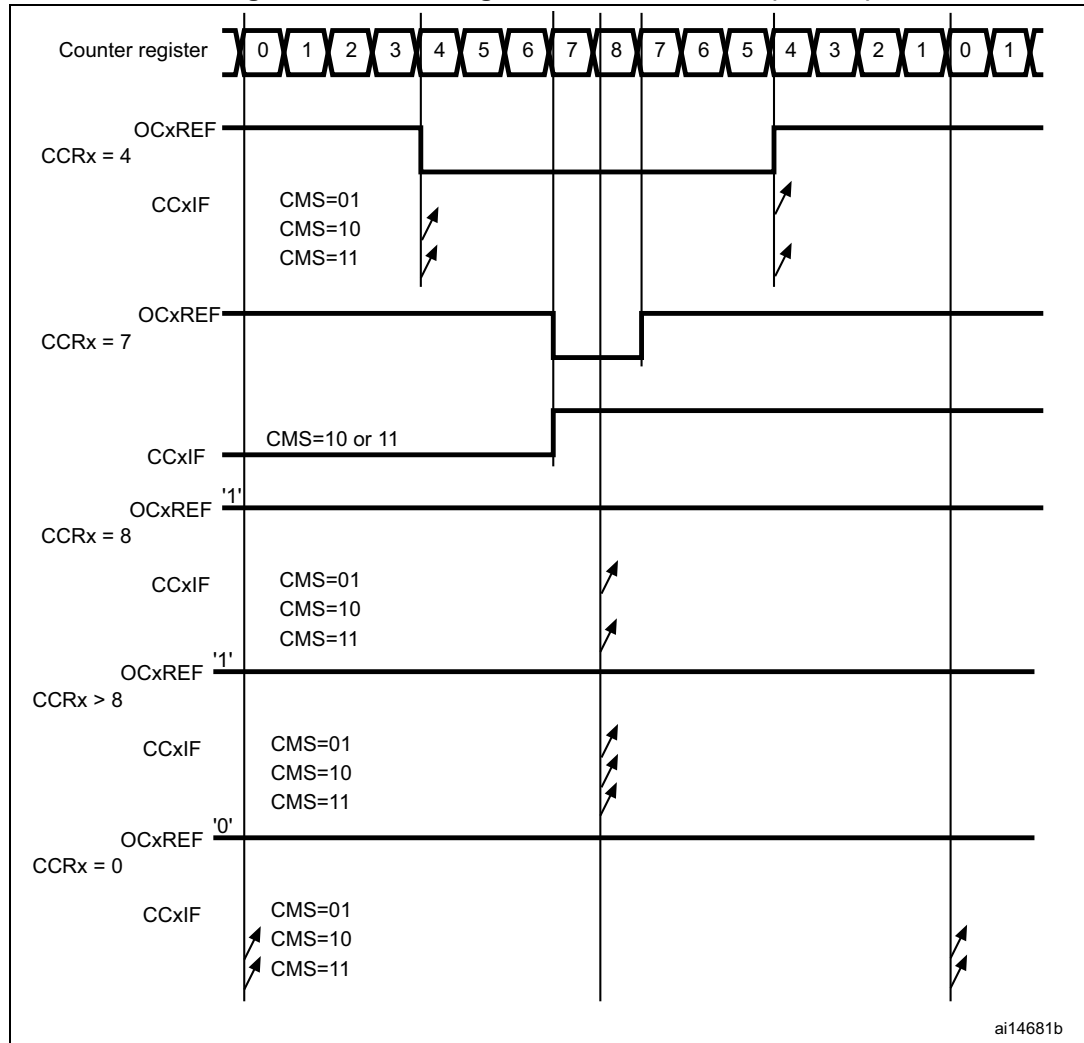 Counter register 0 1 2 3 4 5 6 7 8 7 6 5 4 3 2 1 0 1
OCxREF
CCRx = 4
CCxIF CMS=01
CMS=10
CMS=11
OCxREF
CCRx = 7
CMS=10 or 11
CCxIF
'1'
OCxREF
CCRx = 8
CCxIF CMS=01
CMS=10
CMS=11
'1'
OCxREF
CCRx > 8
CCxIF CMS=01
CMS=10
CMS=11
'0'
OCxREF
CCRx = 0
CCxIF CMS=01
CMS=10
CMS=11
ai14681b